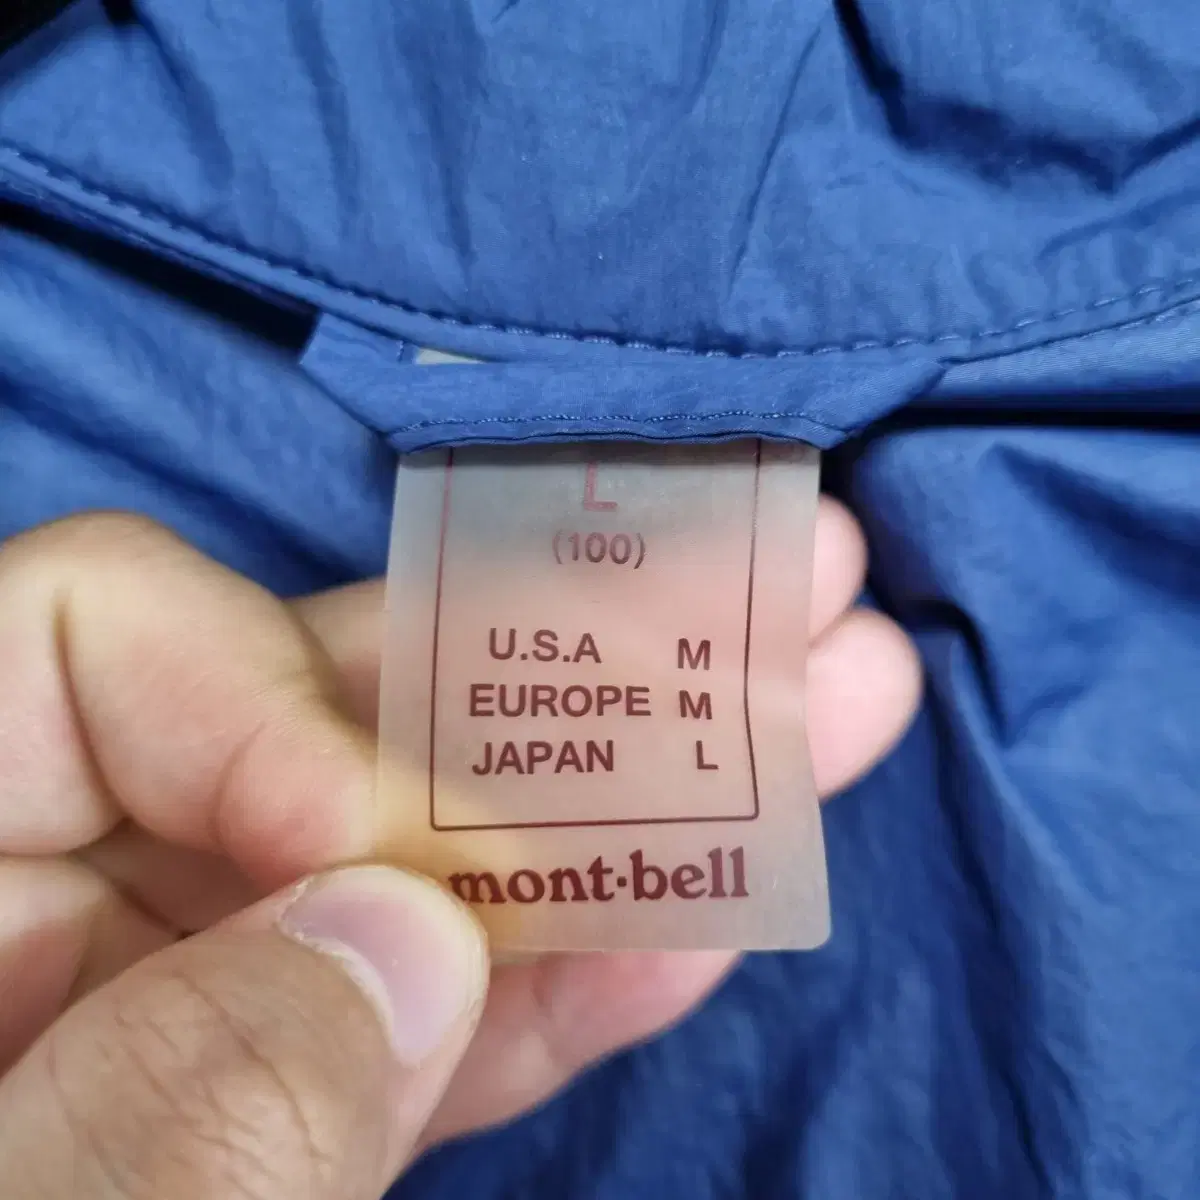 L
(100)
U.S.A M
EUROPE M
JAPAN L
mont·bell